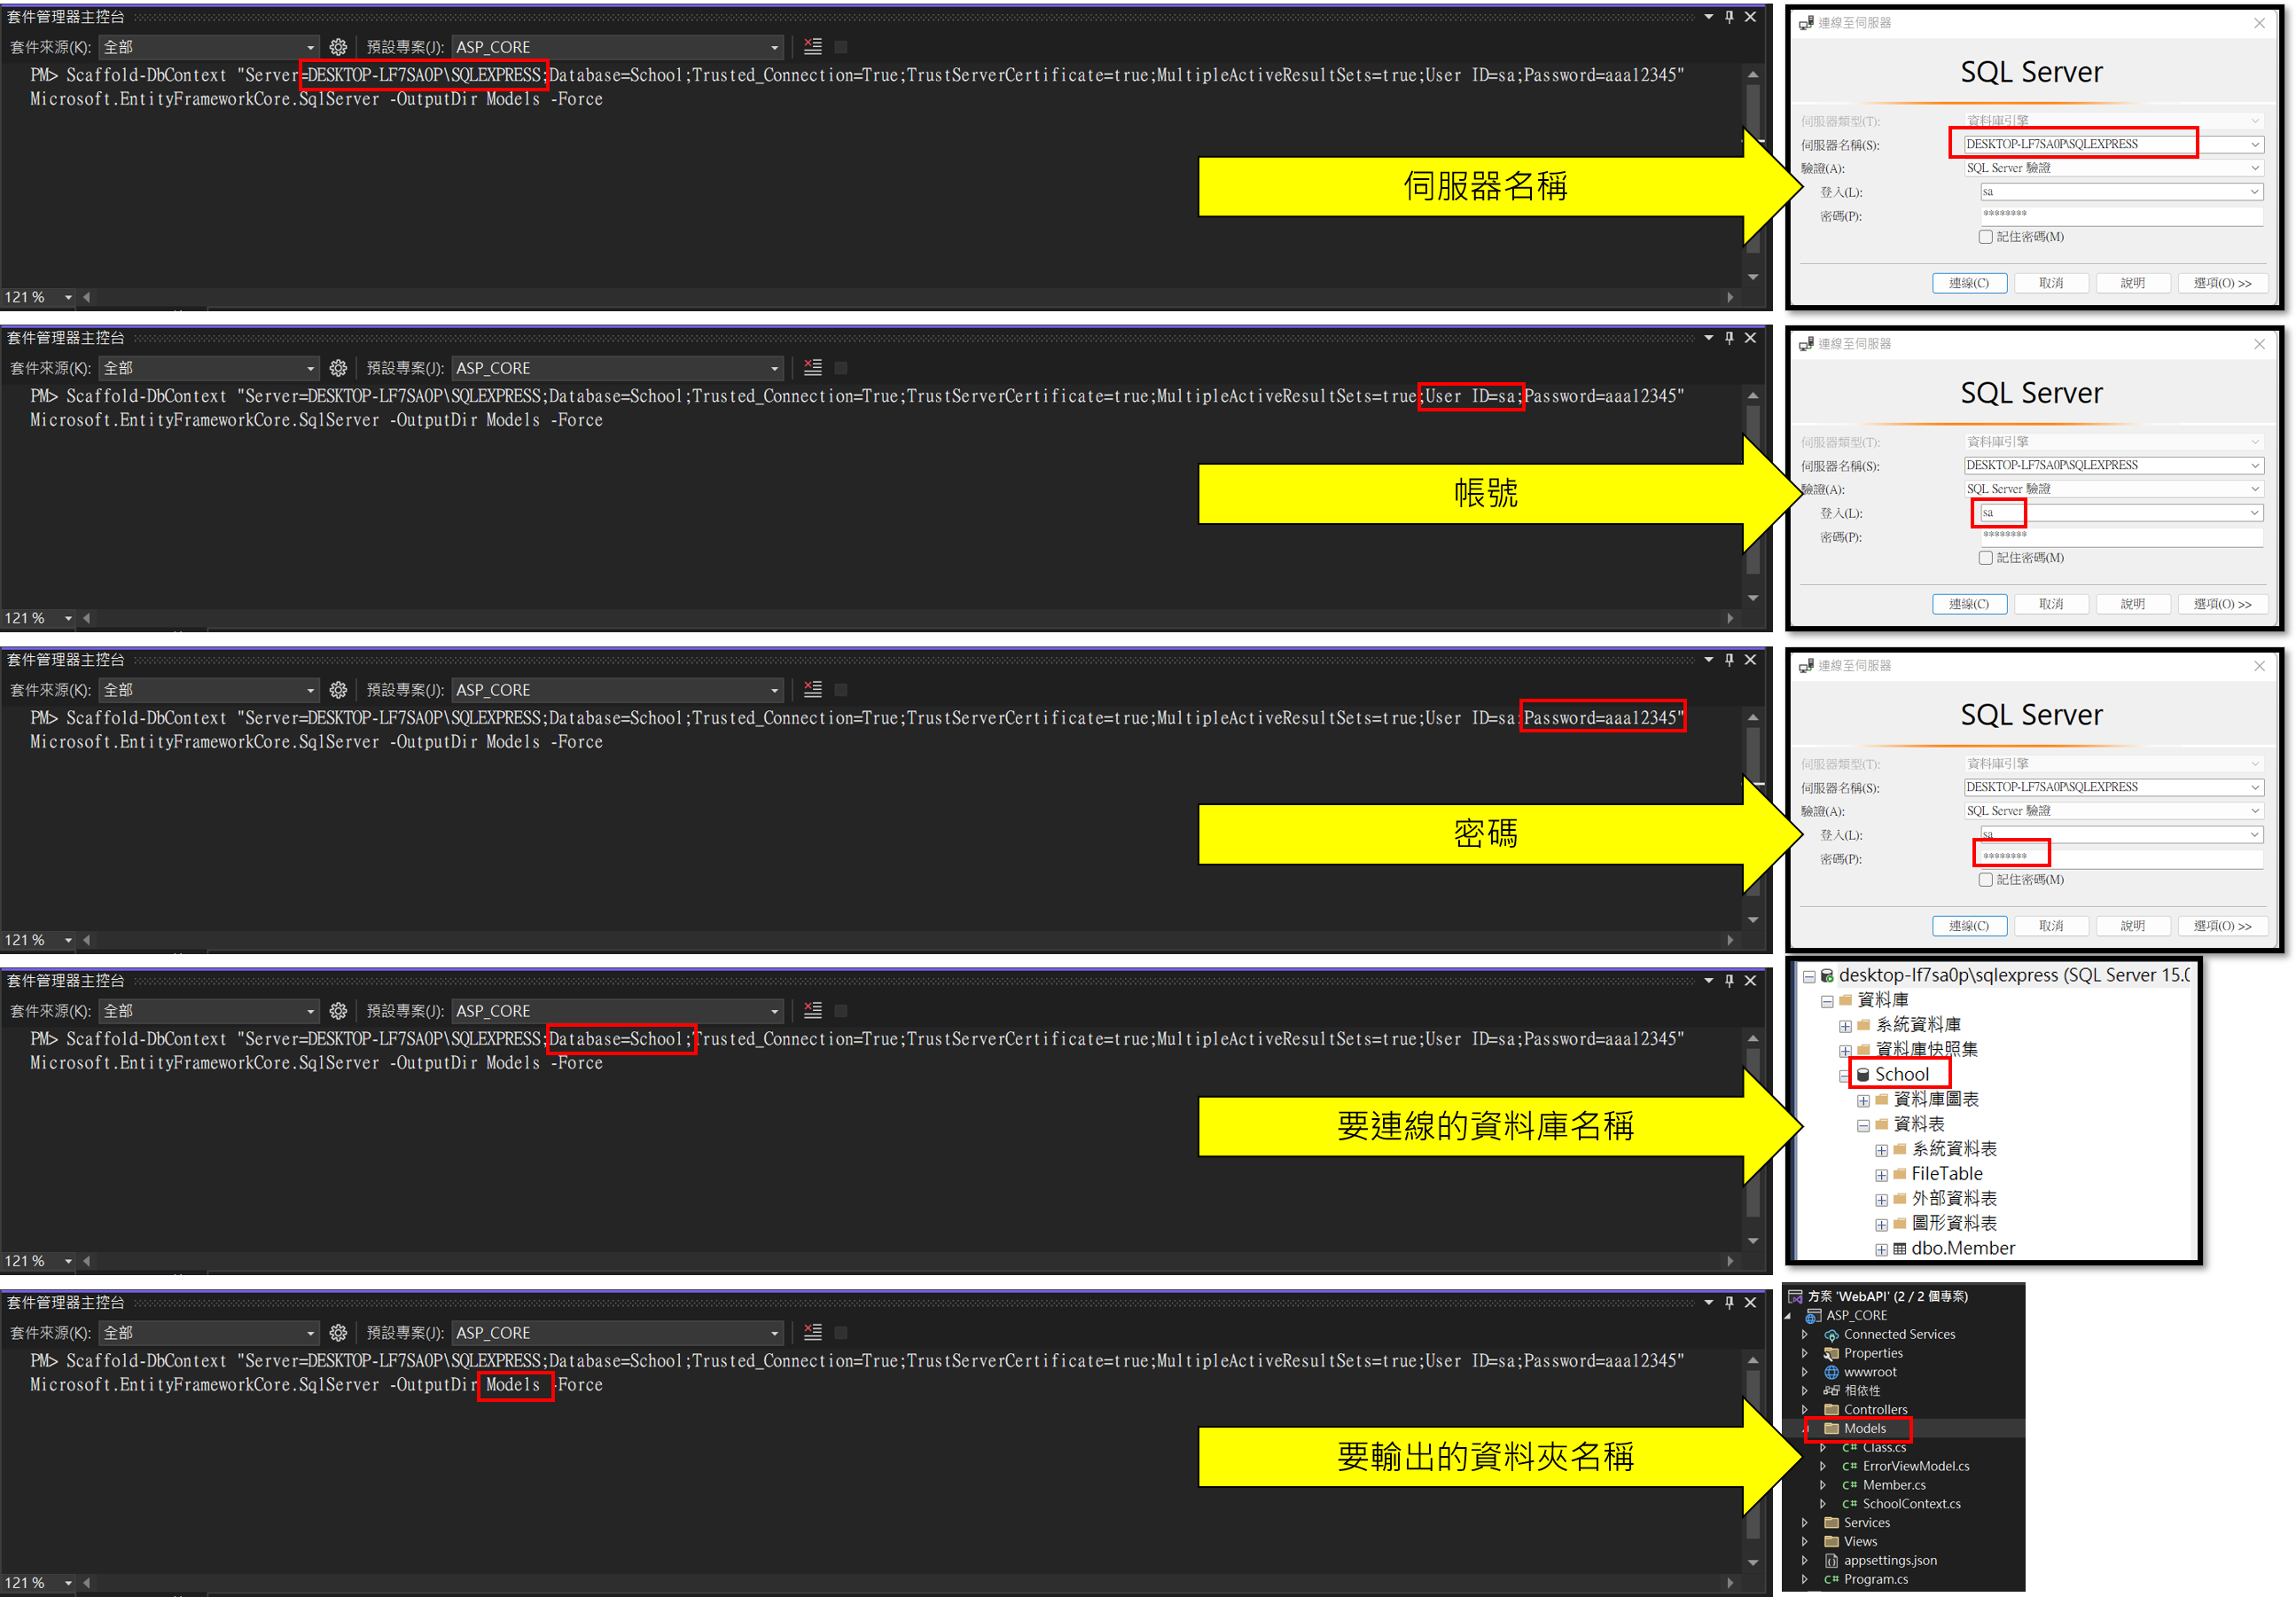 套件管理器主控台
套件來源(K): 全部 預設專案(J): ASP_CORE
PM> Scaffold-DbContext "Server=DESKTOP-LF7SA0P\SQLEXPRESS;Database=School;Trusted_Connection=True;TrustServerCertificate=true;MultipleActiveResultSets=true;User ID=sa;Password=aaa12345"
Microsoft.EntityFrameworkCore.SqlServer -OutputDir Models -Force
伺服器名稱
121 %
連線至伺服器
SQL Server
伺服器類型(T): 資料庫引擎
伺服器名稱(S): DESKTOP-LF7SA0P\SQLEXPRESS
驗證(A): SQL Server 驗證
登入(L): sa
密碼(P): ********
記住密碼(M)
連線(C) 取消 說明 選項(O) >>
套件管理器主控台
套件來源(K): 全部 預設專案(J): ASP_CORE
PM> Scaffold-DbContext "Server=DESKTOP-LF7SA0P\SQLEXPRESS;Database=School;Trusted_Connection=True;TrustServerCertificate=true;MultipleActiveResultSets=true;User ID=sa;Password=aaa12345"
Microsoft.EntityFrameworkCore.SqlServer -OutputDir Models -Force
帳號
121 %
連線至伺服器
SQL Server
伺服器類型(T): 資料庫引擎
伺服器名稱(S): DESKTOP-LF7SA0P\SQLEXPRESS
驗證(A): SQL Server 驗證
登入(L): sa
密碼(P): ********
記住密碼(M)
連線(C) 取消 說明 選項(O) >>
套件管理器主控台
套件來源(K): 全部 預設專案(J): ASP_CORE
PM> Scaffold-DbContext "Server=DESKTOP-LF7SA0P\SQLEXPRESS;Database=School;Trusted_Connection=True;TrustServerCertificate=true;MultipleActiveResultSets=true;User ID=sa;Password=aaa12345"
Microsoft.EntityFrameworkCore.SqlServer -OutputDir Models -Force
密碼
121 %
連線至伺服器
SQL Server
伺服器類型(T): 資料庫引擎
伺服器名稱(S): DESKTOP-LF7SA0P\SQLEXPRESS
驗證(A): SQL Server 驗證
登入(L): sa
密碼(P): ********
記住密碼(M)
連線(C) 取消 說明 選項(O) >>
套件管理器主控台
套件來源(K): 全部 預設專案(J): ASP_CORE
PM> Scaffold-DbContext "Server=DESKTOP-LF7SA0P\SQLEXPRESS;Database=School;Trusted_Connection=True;TrustServerCertificate=true;MultipleActiveResultSets=true;User ID=sa;Password=aaa12345"
Microsoft.EntityFrameworkCore.SqlServer -OutputDir Models -Force
要連線的資料庫名稱
121 %
desktop-lf7sa0p\sqlexpress (SQL Server 15.0
資料庫
系統資料庫
資料庫快照集
School
資料庫圖表
資料表
系統資料表
FileTable
外部資料表
圖形資料表
dbo.Member
套件管理器主控台
套件來源(K): 全部 預設專案(J): ASP_CORE
PM> Scaffold-DbContext "Server=DESKTOP-LF7SA0P\SQLEXPRESS;Database=School;Trusted_Connection=True;TrustServerCertificate=true;MultipleActiveResultSets=true;User ID=sa;Password=aaa12345"
Microsoft.EntityFrameworkCore.SqlServer -OutputDir Models -Force
要輸出的資料夾名稱
121 %
方案 'WebAPI' (2 / 2 個專案)
ASP_CORE
Connected Services
Properties
wwwroot
相依性
Controllers
Models
C# Class.cs
C# ErrorViewModel.cs
C# Member.cs
C# SchoolContext.cs
Services
Views
appsettings.json
C# Program.cs